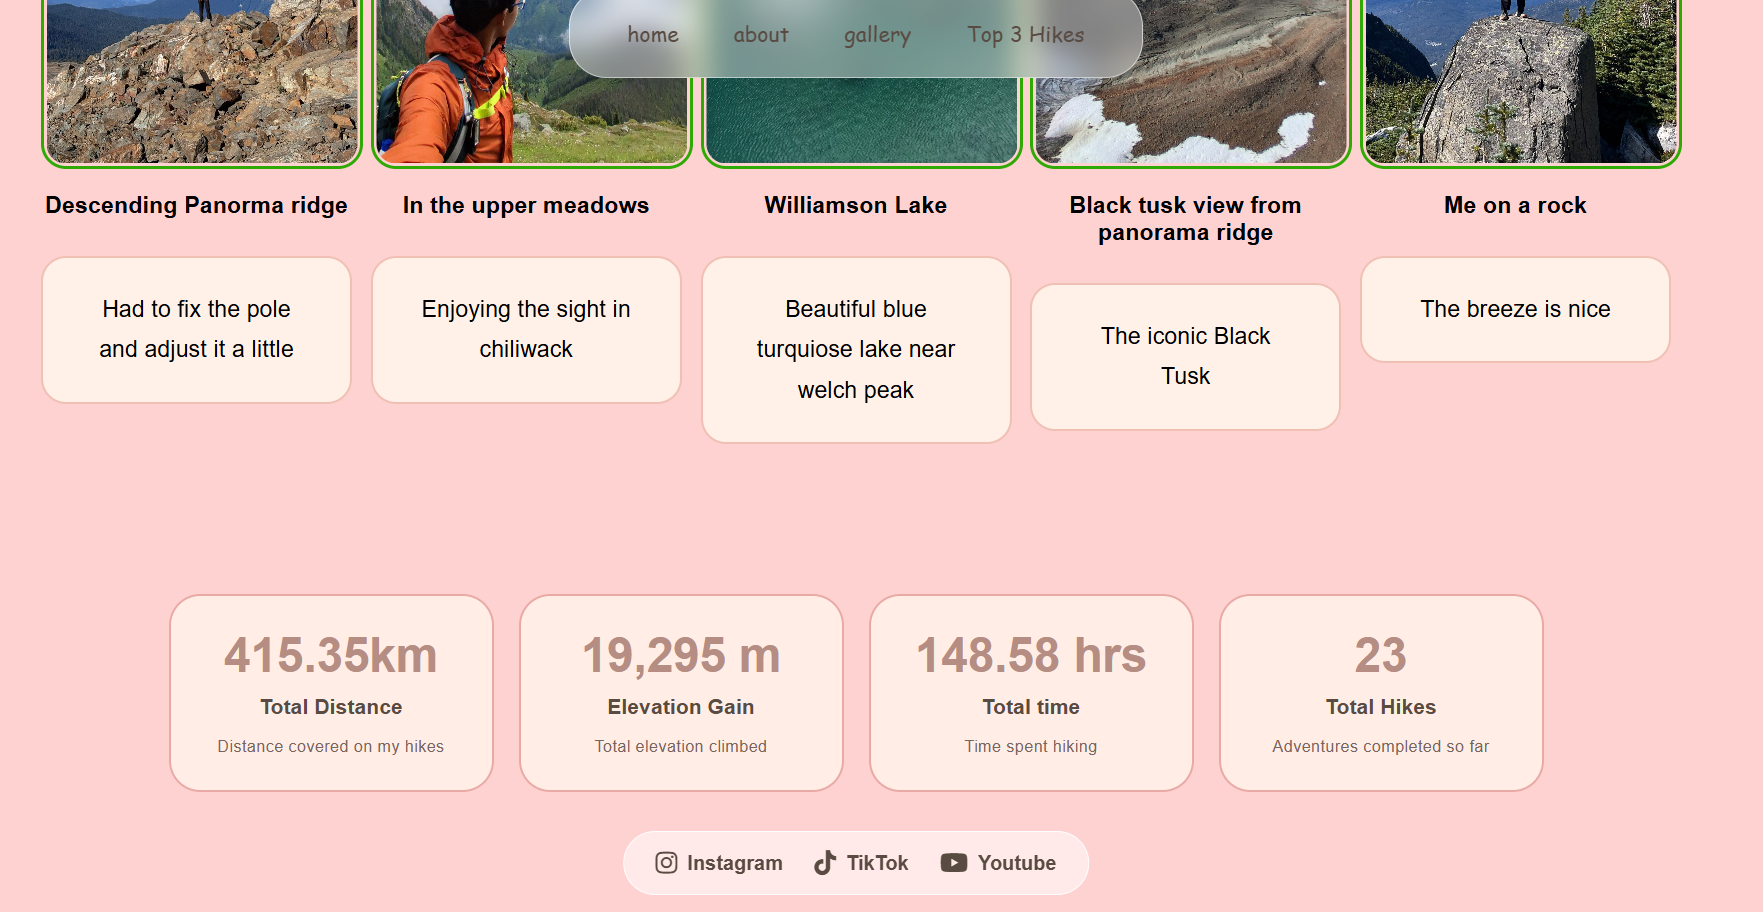 home about gallery Top 3 Hikes
Descending Panorma ridge
In the upper meadows
Williamson Lake
Black tusk view from
panorama ridge
Me on a rock
Had to fix the pole
and adjust it a little
Enjoying the sight in
chiliwack
Beautiful blue
turquiose lake near
welch peak
The iconic Black
Tusk
The breeze is nice
415.35km
Total Distance
Distance covered on my hikes
19,295 m
Elevation Gain
Total elevation climbed
148.58 hrs
Total time
Time spent hiking
23
Total Hikes
Adventures completed so far
Instagram TikTok Youtube